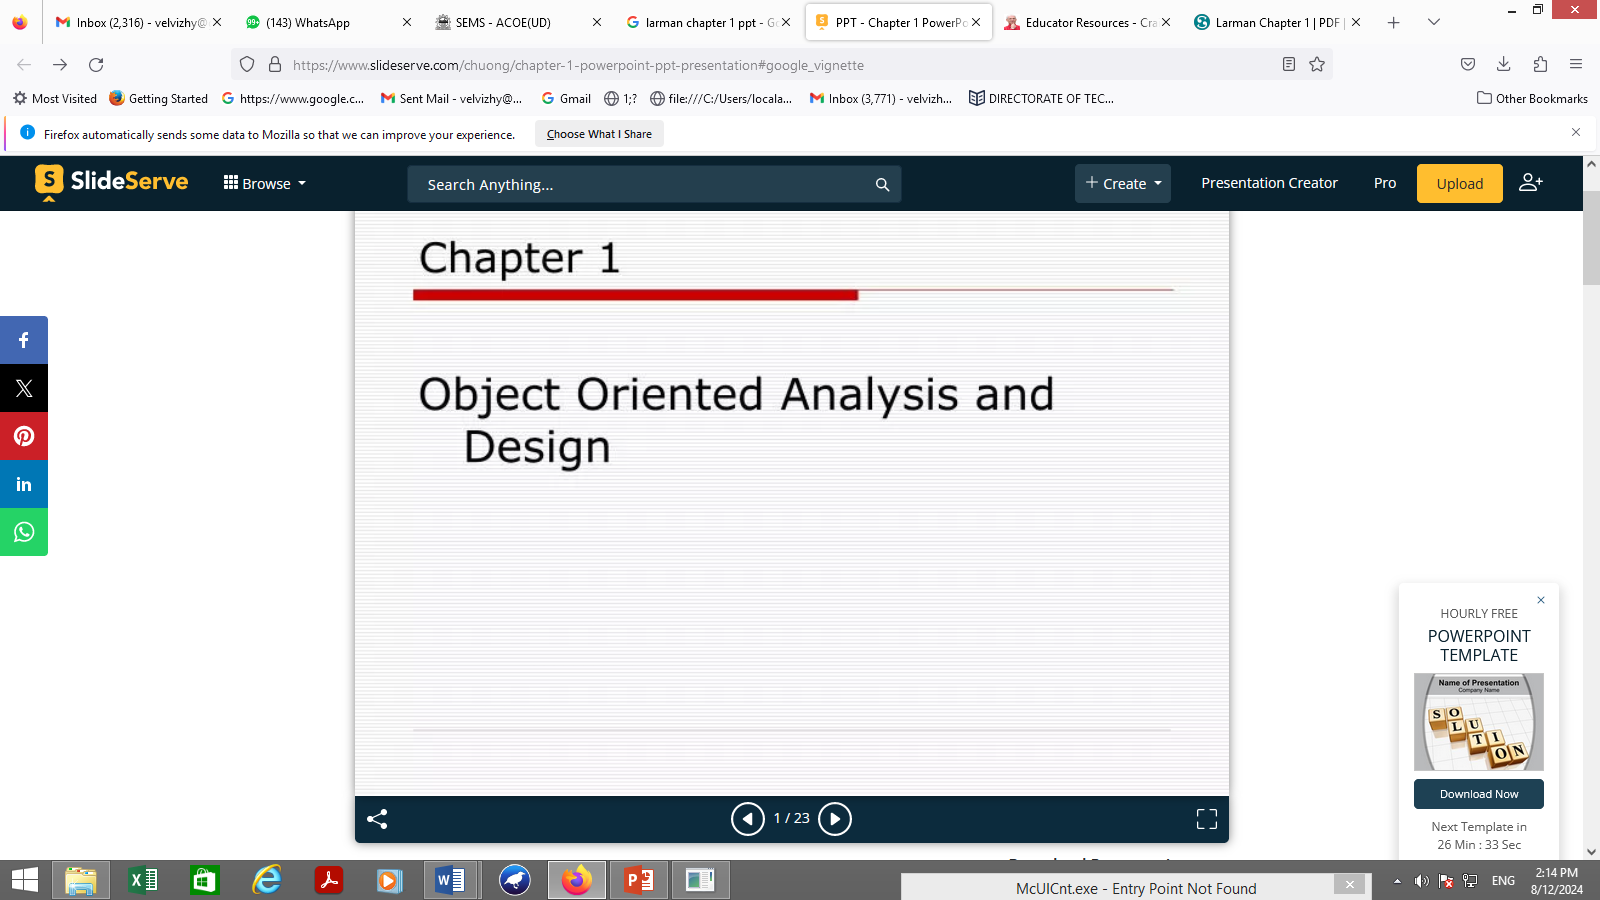 Inbox (2,316) - velvizhy@
(143) WhatsApp
SEMS - ACOE(UD)
larman chapter 1 ppt - Go
PPT - Chapter 1 PowerPo
Educator Resources - Cra
Larman Chapter 1 | PDF |
https://www.slideserve.com/chuong/chapter-1-powerpoint-ppt-presentation#google_vignette
Most Visited
Getting Started
https://www.google.c...
Sent Mail - velvizhy@...
Gmail
1;?
file:///C:/Users/locala...
Inbox (3,771) - velvizh...
DIRECTORATE OF TEC...
Other Bookmarks
Firefox automatically sends some data to Mozilla so that we can improve your experience.
Choose What I Share
SlideServe
Browse
Search Anything...
Create
Presentation Creator
Pro
Upload
Chapter 1
Object Oriented Analysis and
Design
HOURLY FREE
POWERPOINT
TEMPLATE
Name of Presentation
Company Name
SOLUTION
Download Now
Next Template in
26 Min : 33 Sec
1 / 23
McUICnt.exe - Entry Point Not Found
ENG
2:14 PM
8/12/2024